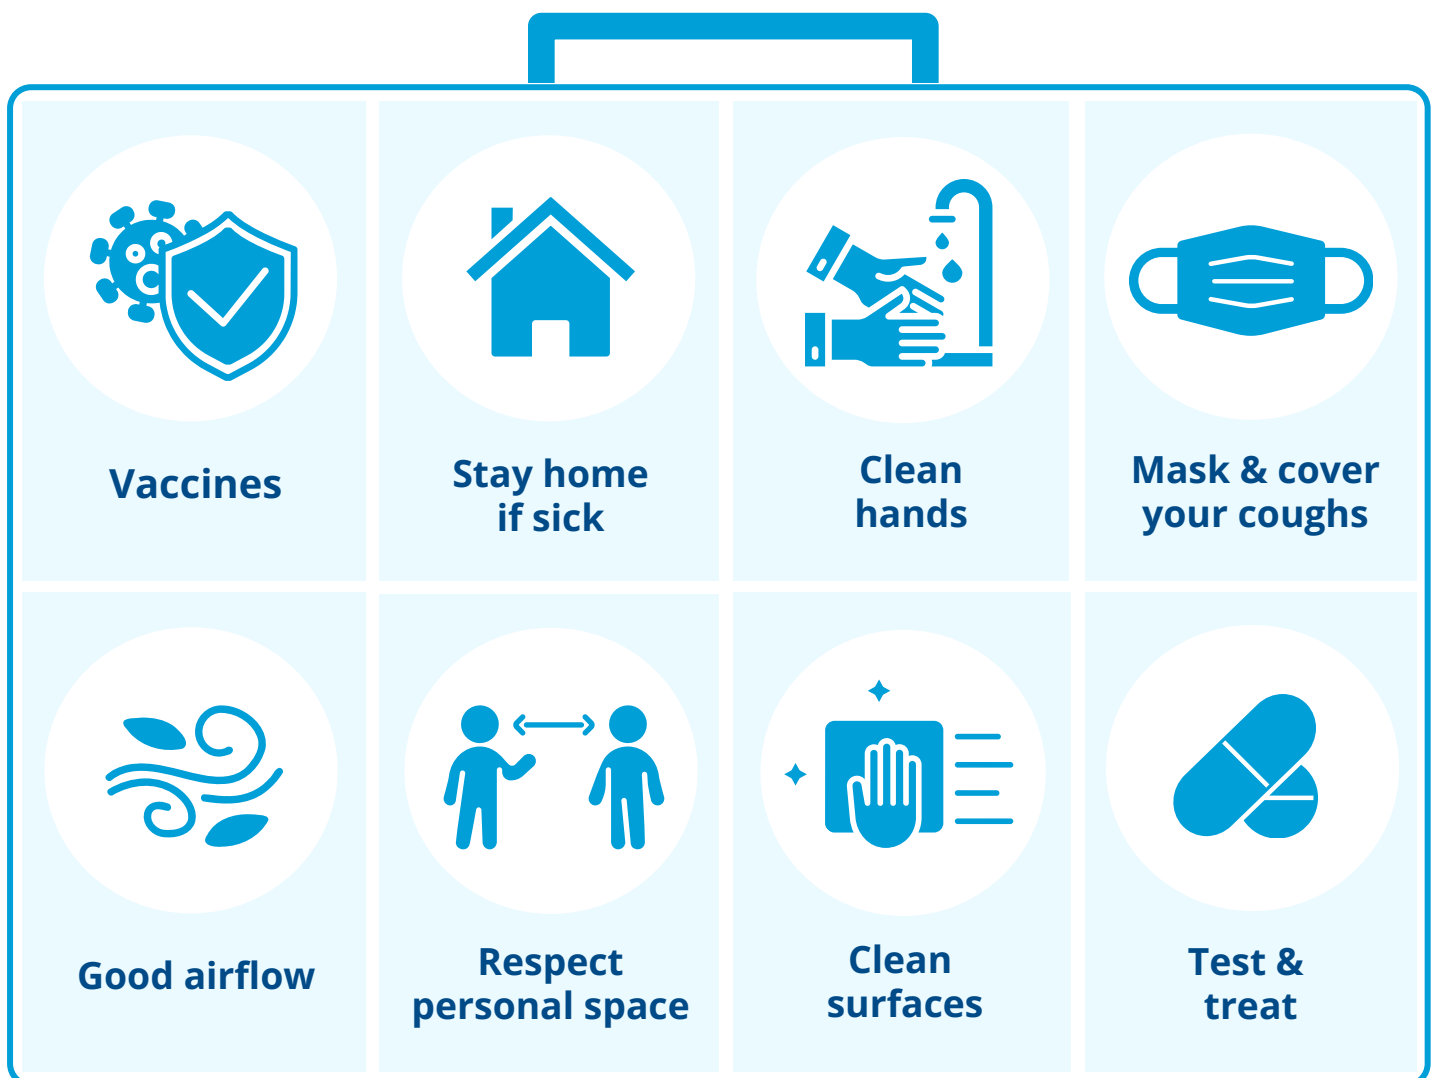 Vaccines
Stay home
if sick
Clean
hands
Mask & cover
your coughs
Good airflow
Respect
personal space
Clean
surfaces
Test &
treat